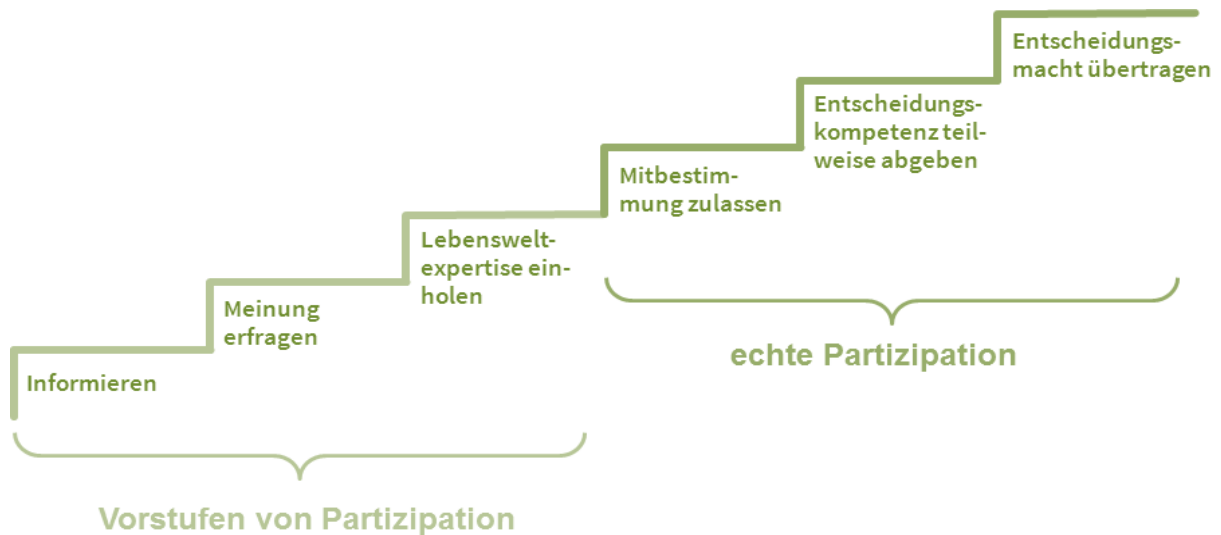 Informieren
Meinung
erfragen
Lebenswelt-
expertise ein-
holen
Mitbestim-
mung zulassen
Entscheidungs-
kompetenz teil-
weise abgeben
Entscheidungs-
macht übertragen
Vorstufen von Partizipation
echte Partizipation